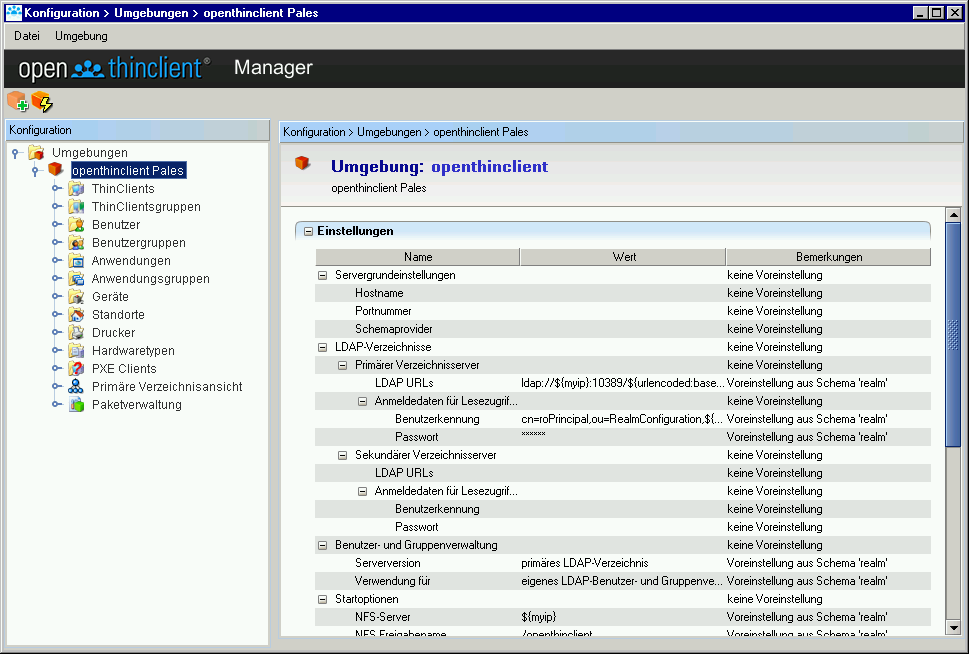 Konfiguration > Umgebungen > openthinclient Pales
Datei Umgebung
open thinclient® Manager
Konfiguration
Umgebungen
openthinclient Pales
ThinClients
ThinClientsgruppen
Benutzer
Benutzergruppen
Anwendungen
Anwendungsgruppen
Geräte
Standorte
Drucker
Hardwaretypen
PXE Clients
Primäre Verzeichnisansicht
Paketverwaltung
Konfiguration > Umgebungen > openthinclient Pales
Umgebung: openthinclient
openthinclient Pales
Einstellungen
Name Wert Bemerkungen
Servergrundeinstellungen keine Voreinstellung
Hostname keine Voreinstellung
Portnummer keine Voreinstellung
Schemaprovider keine Voreinstellung
LDAP-Verzeichnisse keine Voreinstellung
Primärer Verzeichnisserver keine Voreinstellung
LDAP URLs ldap://${myip}:10389/${urlencoded:base... Voreinstellung aus Schema 'realm'
Anmeldedaten für Lesezugrif... keine Voreinstellung
Benutzerkennung cn=roPrincipal,ou=RealmConfiguration,${... Voreinstellung aus Schema 'realm'
Passwort ****** Voreinstellung aus Schema 'realm'
Sekundärer Verzeichnisserver keine Voreinstellung
LDAP URLs keine Voreinstellung
Anmeldedaten für Lesezugrif... keine Voreinstellung
Benutzerkennung keine Voreinstellung
Passwort keine Voreinstellung
Benutzer- und Gruppenverwaltung keine Voreinstellung
Serverversion primäres LDAP-Verzeichnis Voreinstellung aus Schema 'realm'
Verwendung für eigenes LDAP-Benutzer- und Gruppenve... Voreinstellung aus Schema 'realm'
Startoptionen keine Voreinstellung
NFS-Server ${myip} Voreinstellung aus Schema 'realm'
NFS Freigabename /openthinclient Voreinstellung aus Schema 'realm'